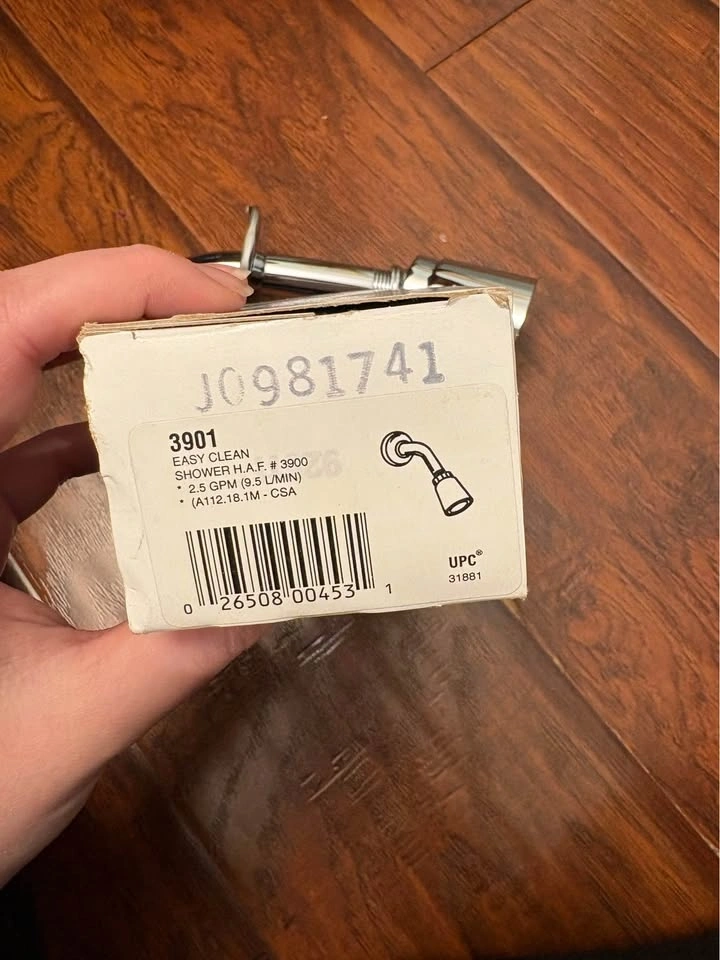 J0981741
3901
EASY CLEAN
SHOWER H.A.F. # 3900
• 2.5 GPM (9.5 L/MIN)
• (A112.18.1M - CSA
UPC®
31881
0 26508 00453 1